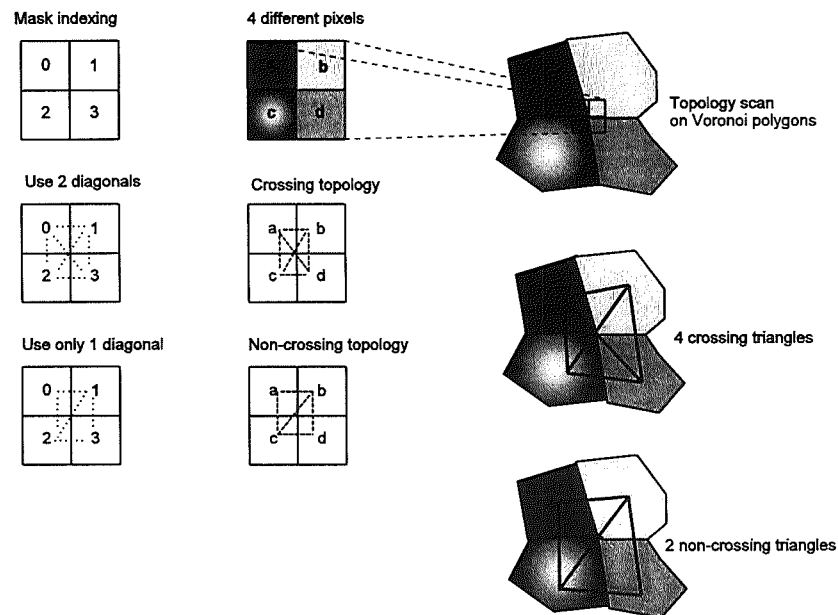 Mask indexing
4 different pixels
0 1
2 3
b
c d
Topology scan
on Voronoi polygons
Use 2 diagonals
Crossing topology
0 1
2 3
a b
c d
4 crossing triangles
Use only 1 diagonal
Non-crossing topology
0 1
2 3
a b
c d
2 non-crossing triangles